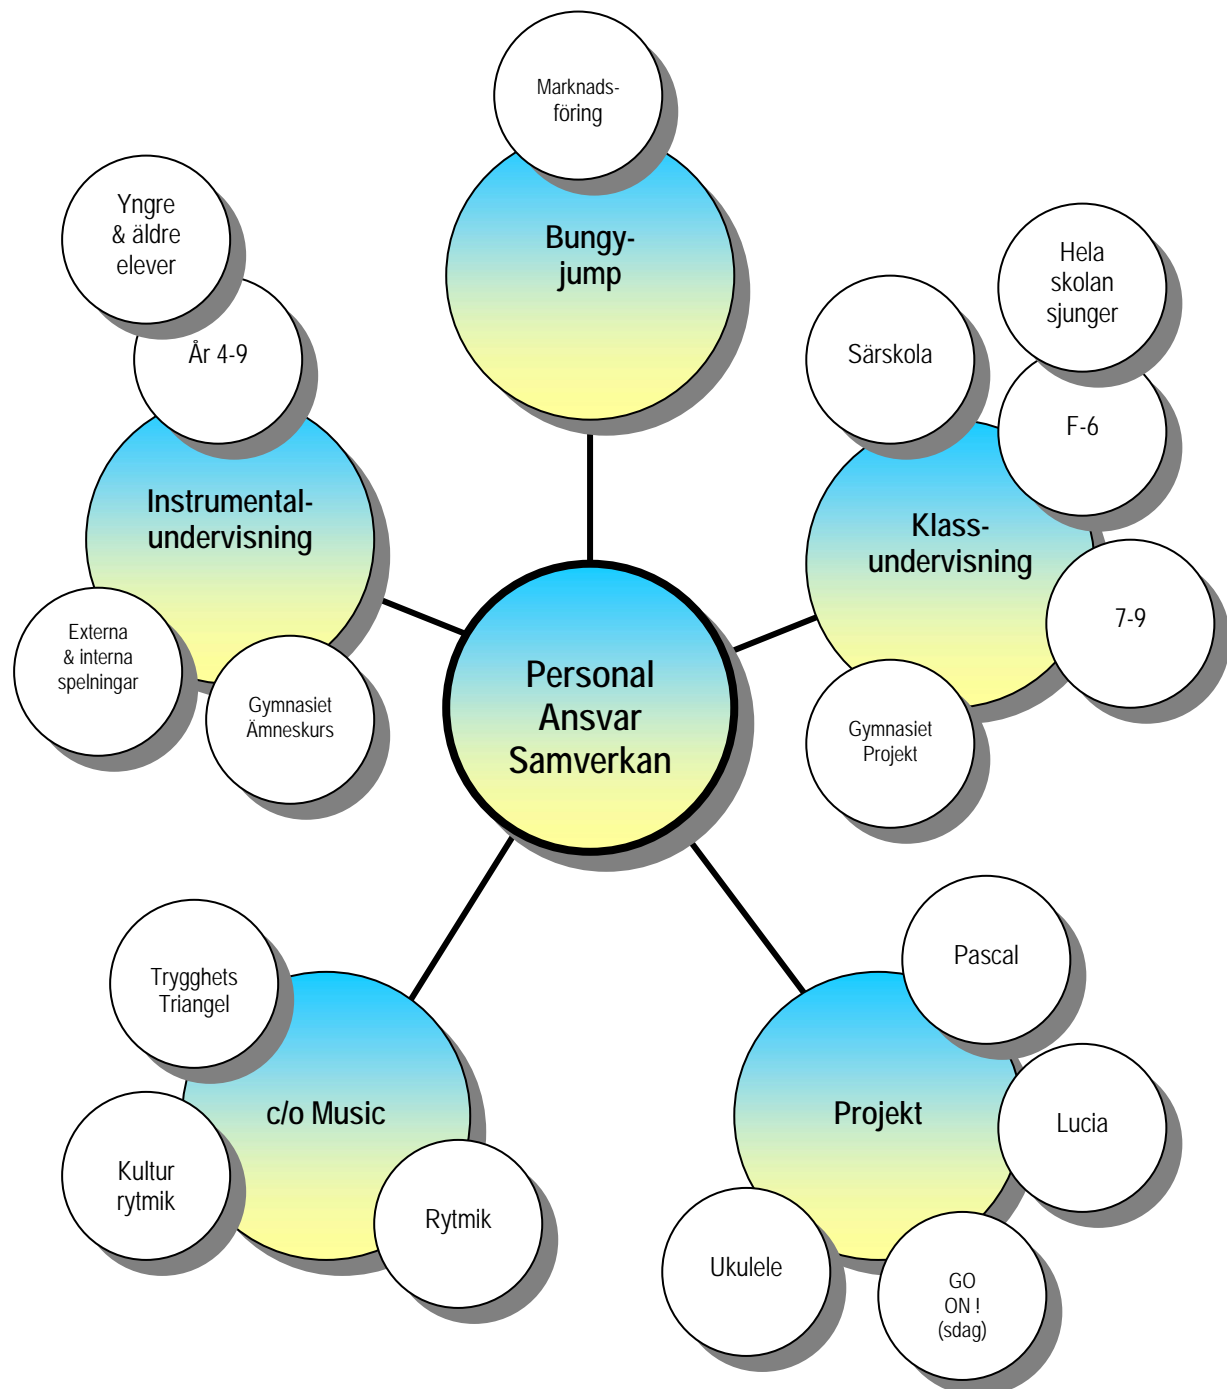 Marknads-
föring
Bungy-
jump
Yngre
& äldre
elever
År 4-9
Instrumental-
undervisning
Externa
& interna
spelningar
Gymnasiet
Ämneskurs
Hela
skolan
sjunger
Särskola
F-6
Klass-
undervisning
7-9
Gymnasiet
Projekt
Personal
Ansvar
Samverkan
Trygghets
Triangel
c/o Music
Kultur
rytmik
Rytmik
Pascal
Projekt
Lucia
Ukulele
GO
ON !
(sdag)